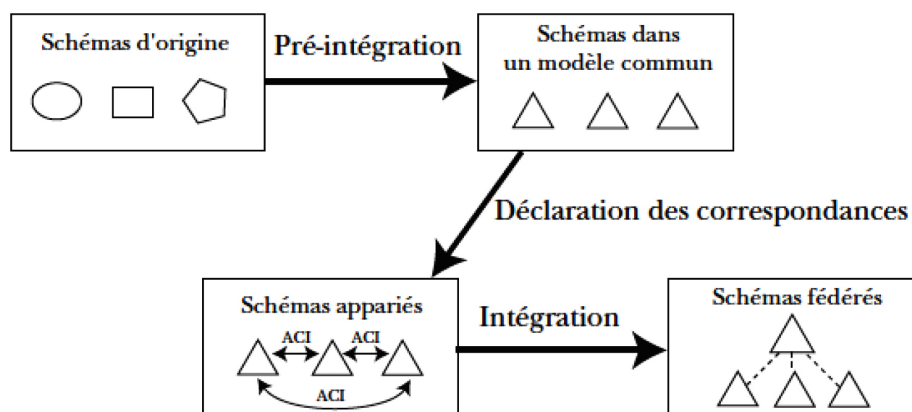 Schémas d'origine
Pré-intégration
Schémas dans
un modèle commun
Déclaration des correspondances
Schémas appariés
ACI
ACI
ACI
Intégration
Schémas fédérés